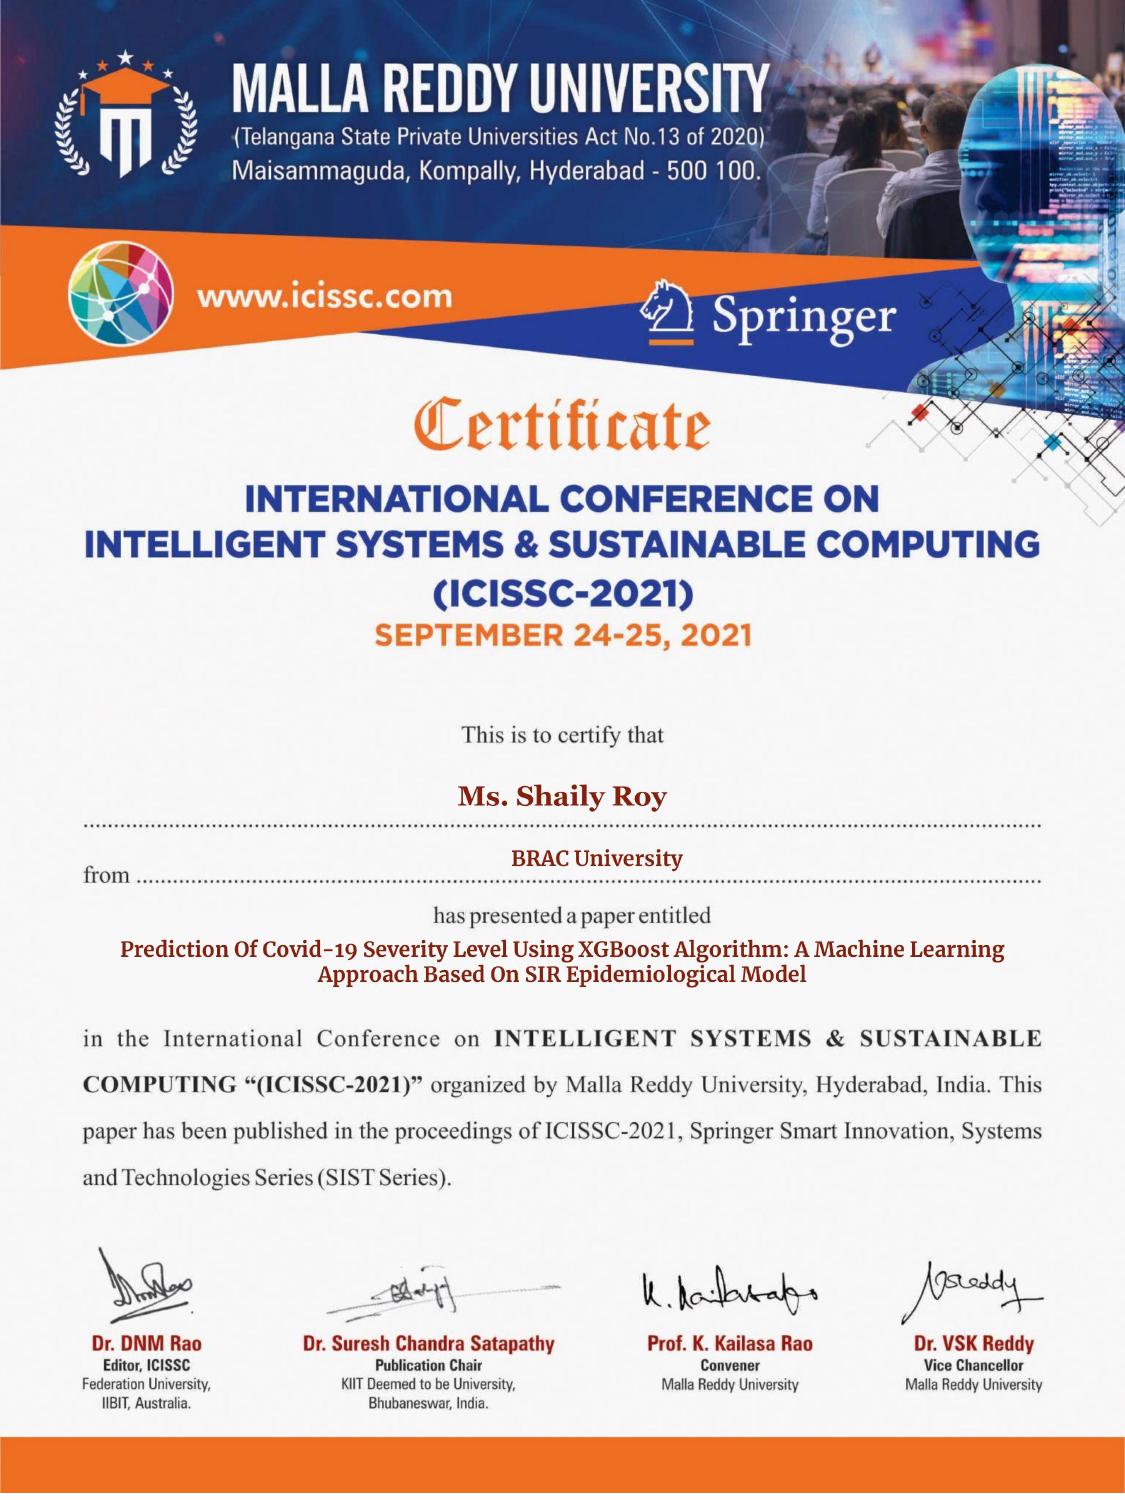 MALLA REDDY UNIVERSITY
(Telangana State Private Universities Act No.13 of 2020)
Maisammaguda, Kompally, Hyderabad - 500 100.
www.icissc.com
Springer
Certificate
INTERNATIONAL CONFERENCE ON
INTELLIGENT SYSTEMS & SUSTAINABLE COMPUTING
(ICISSC-2021)
SEPTEMBER 24-25, 2021
This is to certify that
Ms. Shaily Roy
BRAC University
from
has presented a paper entitled
Prediction Of Covid-19 Severity Level Using XGBoost Algorithm: A Machine Learning
Approach Based On SIR Epidemiological Model
in the International Conference on INTELLIGENT SYSTEMS & SUSTAINABLE
COMPUTING “(ICISSC-2021)” organized by Malla Reddy University, Hyderabad, India. This
paper has been published in the proceedings of ICISSC-2021, Springer Smart Innovation, Systems
and Technologies Series (SIST Series).
Dr. DNM Rao
Editor, ICISSC
Federation University,
IIBIT, Australia.
Dr. Suresh Chandra Satapathy
Publication Chair
KIIT Deemed to be University,
Bhubaneswar, India.
Prof. K. Kailasa Rao
Convener
Malla Reddy University
Dr. VSK Reddy
Vice Chancellor
Malla Reddy University